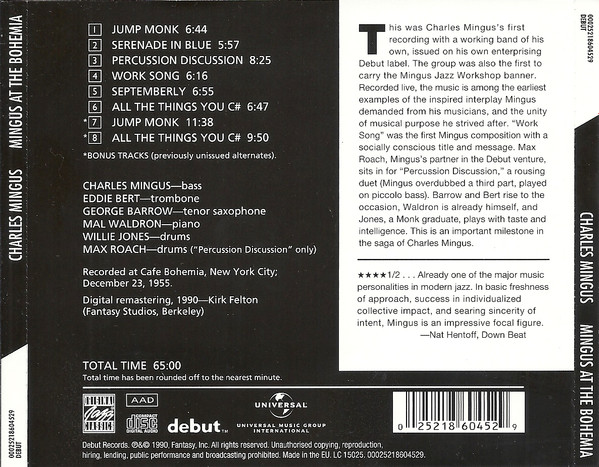 1 JUMP MONK 6:44
2 SERENADE IN BLUE 5:57
3 PERCUSSION DISCUSSION 8:25
4 WORK SONG 6:16
5 SEPTEMBERLY 6:55
6 ALL THE THINGS YOU C# 6:47
*7 JUMP MONK 11:38
*8 ALL THE THINGS YOU C# 9:50
*BONUS TRACKS (previously unissued alternates).
CHARLES MINGUS—bass
EDDIE BERT—trombone
GEORGE BARROW—tenor saxophone
MAL WALDRON—piano
WILLIE JONES—drums
MAX ROACH—drums ("Percussion Discussion" only)
Recorded at Cafe Bohemia, New York City;
December 23, 1955.
Digital remastering, 1990—Kirk Felton
(Fantasy Studios, Berkeley)
TOTAL TIME 65:00
Total time has been rounded off to the nearest minute.
This was Charles Mingus's first
recording with a working band of his
own, issued on his own enterprising
Debut label. The group was also the first to
carry the Mingus Jazz Workshop banner.
Recorded live, the music is among the earliest
examples of the inspired interplay Mingus
demanded from his musicians, and the unity
of musical purpose he strived after. "Work
Song" was the first Mingus composition with a
socially conscious title and message. Max
Roach, Mingus's partner in the Debut venture,
sits in for "Percussion Discussion," a rousing
duet (Mingus overdubbed a third part, played
on piccolo bass). Barrow and Bert rise to the
occasion, Waldron is already himself, and
Jones, a Monk graduate, plays with taste and
intelligence. This is an important milestone in
the saga of Charles Mingus.
★★★★1/2 . . . Already one of the major music
personalities in modern jazz. In basic freshness
of approach, success in individualized
collective impact, and searing sincerity of
intent, Mingus is an impressive focal figure.
—Nat Hentoff, Down Beat
ORIGINAL
Jazz
CLASSICS
AAD
COMPACT
disc
DIGITAL AUDIO
debut™
UNIVERSAL
UNIVERSAL MUSIC GROUP
INTERNATIONAL
0 25218 60452 9
Debut Records. ℗&© 1990, Fantasy, Inc. All rights reserved. Unauthorised copying, reproduction,
hiring, lending, public performance and broadcasting prohibited. Made in the EU. LC 15025. 00025218604529.
CHARLES MINGUS MINGUS AT THE BOHEMIA
00025218604529
DEBUT
CHARLES MINGUS MINGUS AT THE BOHEMIA
00025218604529
DEBUT